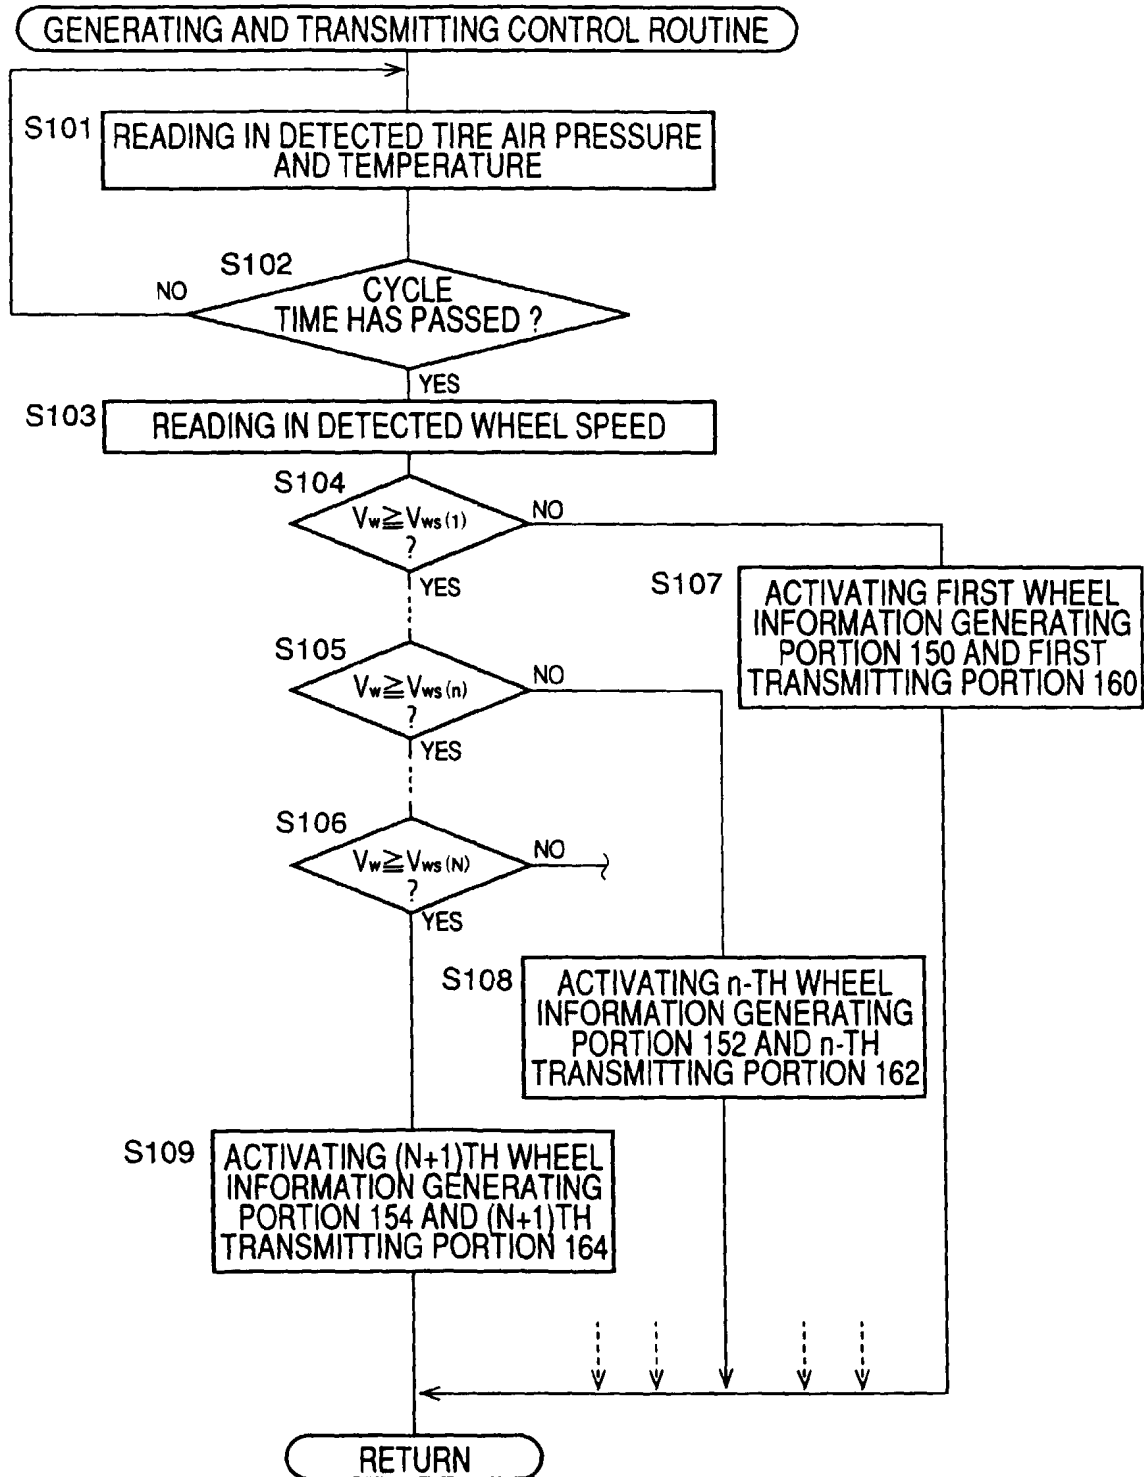 GENERATING AND TRANSMITTING CONTROL ROUTINE
S101
READING IN DETECTED TIRE AIR PRESSURE
AND TEMPERATURE
S102
NO
CYCLE
TIME HAS PASSED ?
YES
S103
READING IN DETECTED WHEEL SPEED
S104
Vw≧Vws(1)
?
NO
YES
S107
ACTIVATING FIRST WHEEL
INFORMATION GENERATING
PORTION 150 AND FIRST
TRANSMITTING PORTION 160
S105
Vw≧Vws(n)
?
NO
YES
S106
Vw≧Vws(N)
?
NO
YES
S108
ACTIVATING n-TH WHEEL
INFORMATION GENERATING
PORTION 152 AND n-TH
TRANSMITTING PORTION 162
S109
ACTIVATING (N+1)TH WHEEL
INFORMATION GENERATING
PORTION 154 AND (N+1)TH
TRANSMITTING PORTION 164
RETURN